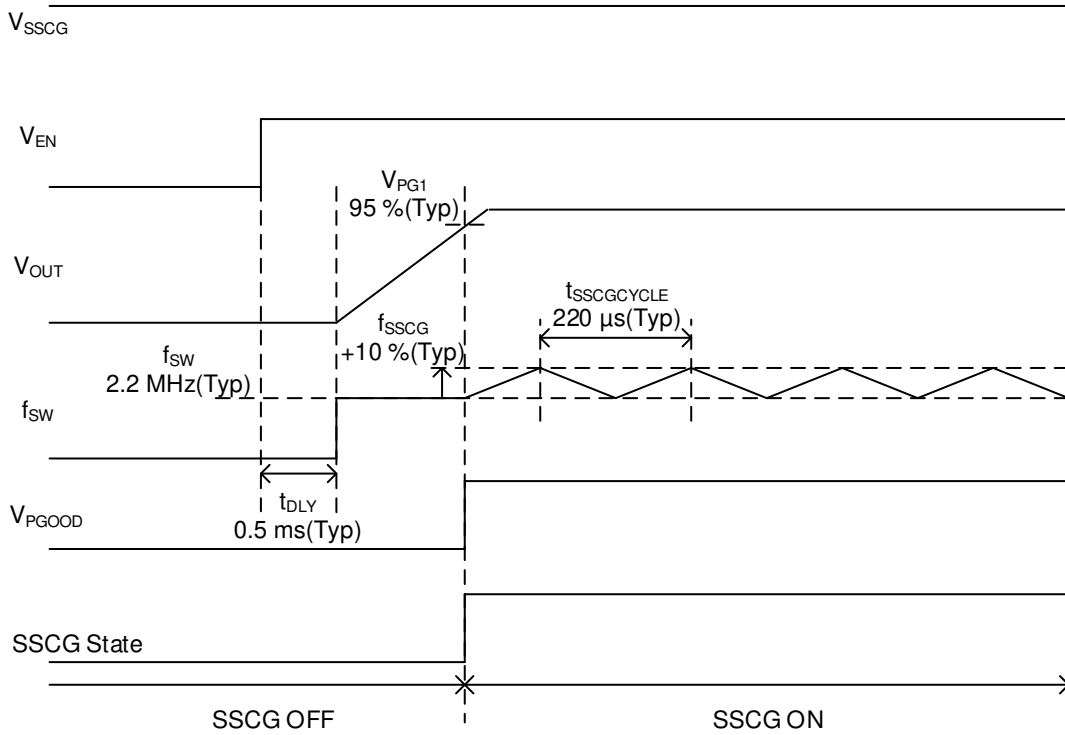 VSSCG
VEN
VPG1
95 %(Typ)
VOUT
tSSCGCYCLE
220 µs(Typ)
fSSCG
+10 %(Typ)
fSW
2.2 MHz(Typ)
fSW
tDLY
0.5 ms(Typ)
VPGOOD
SSCG State
SSCG OFF
SSCG ON